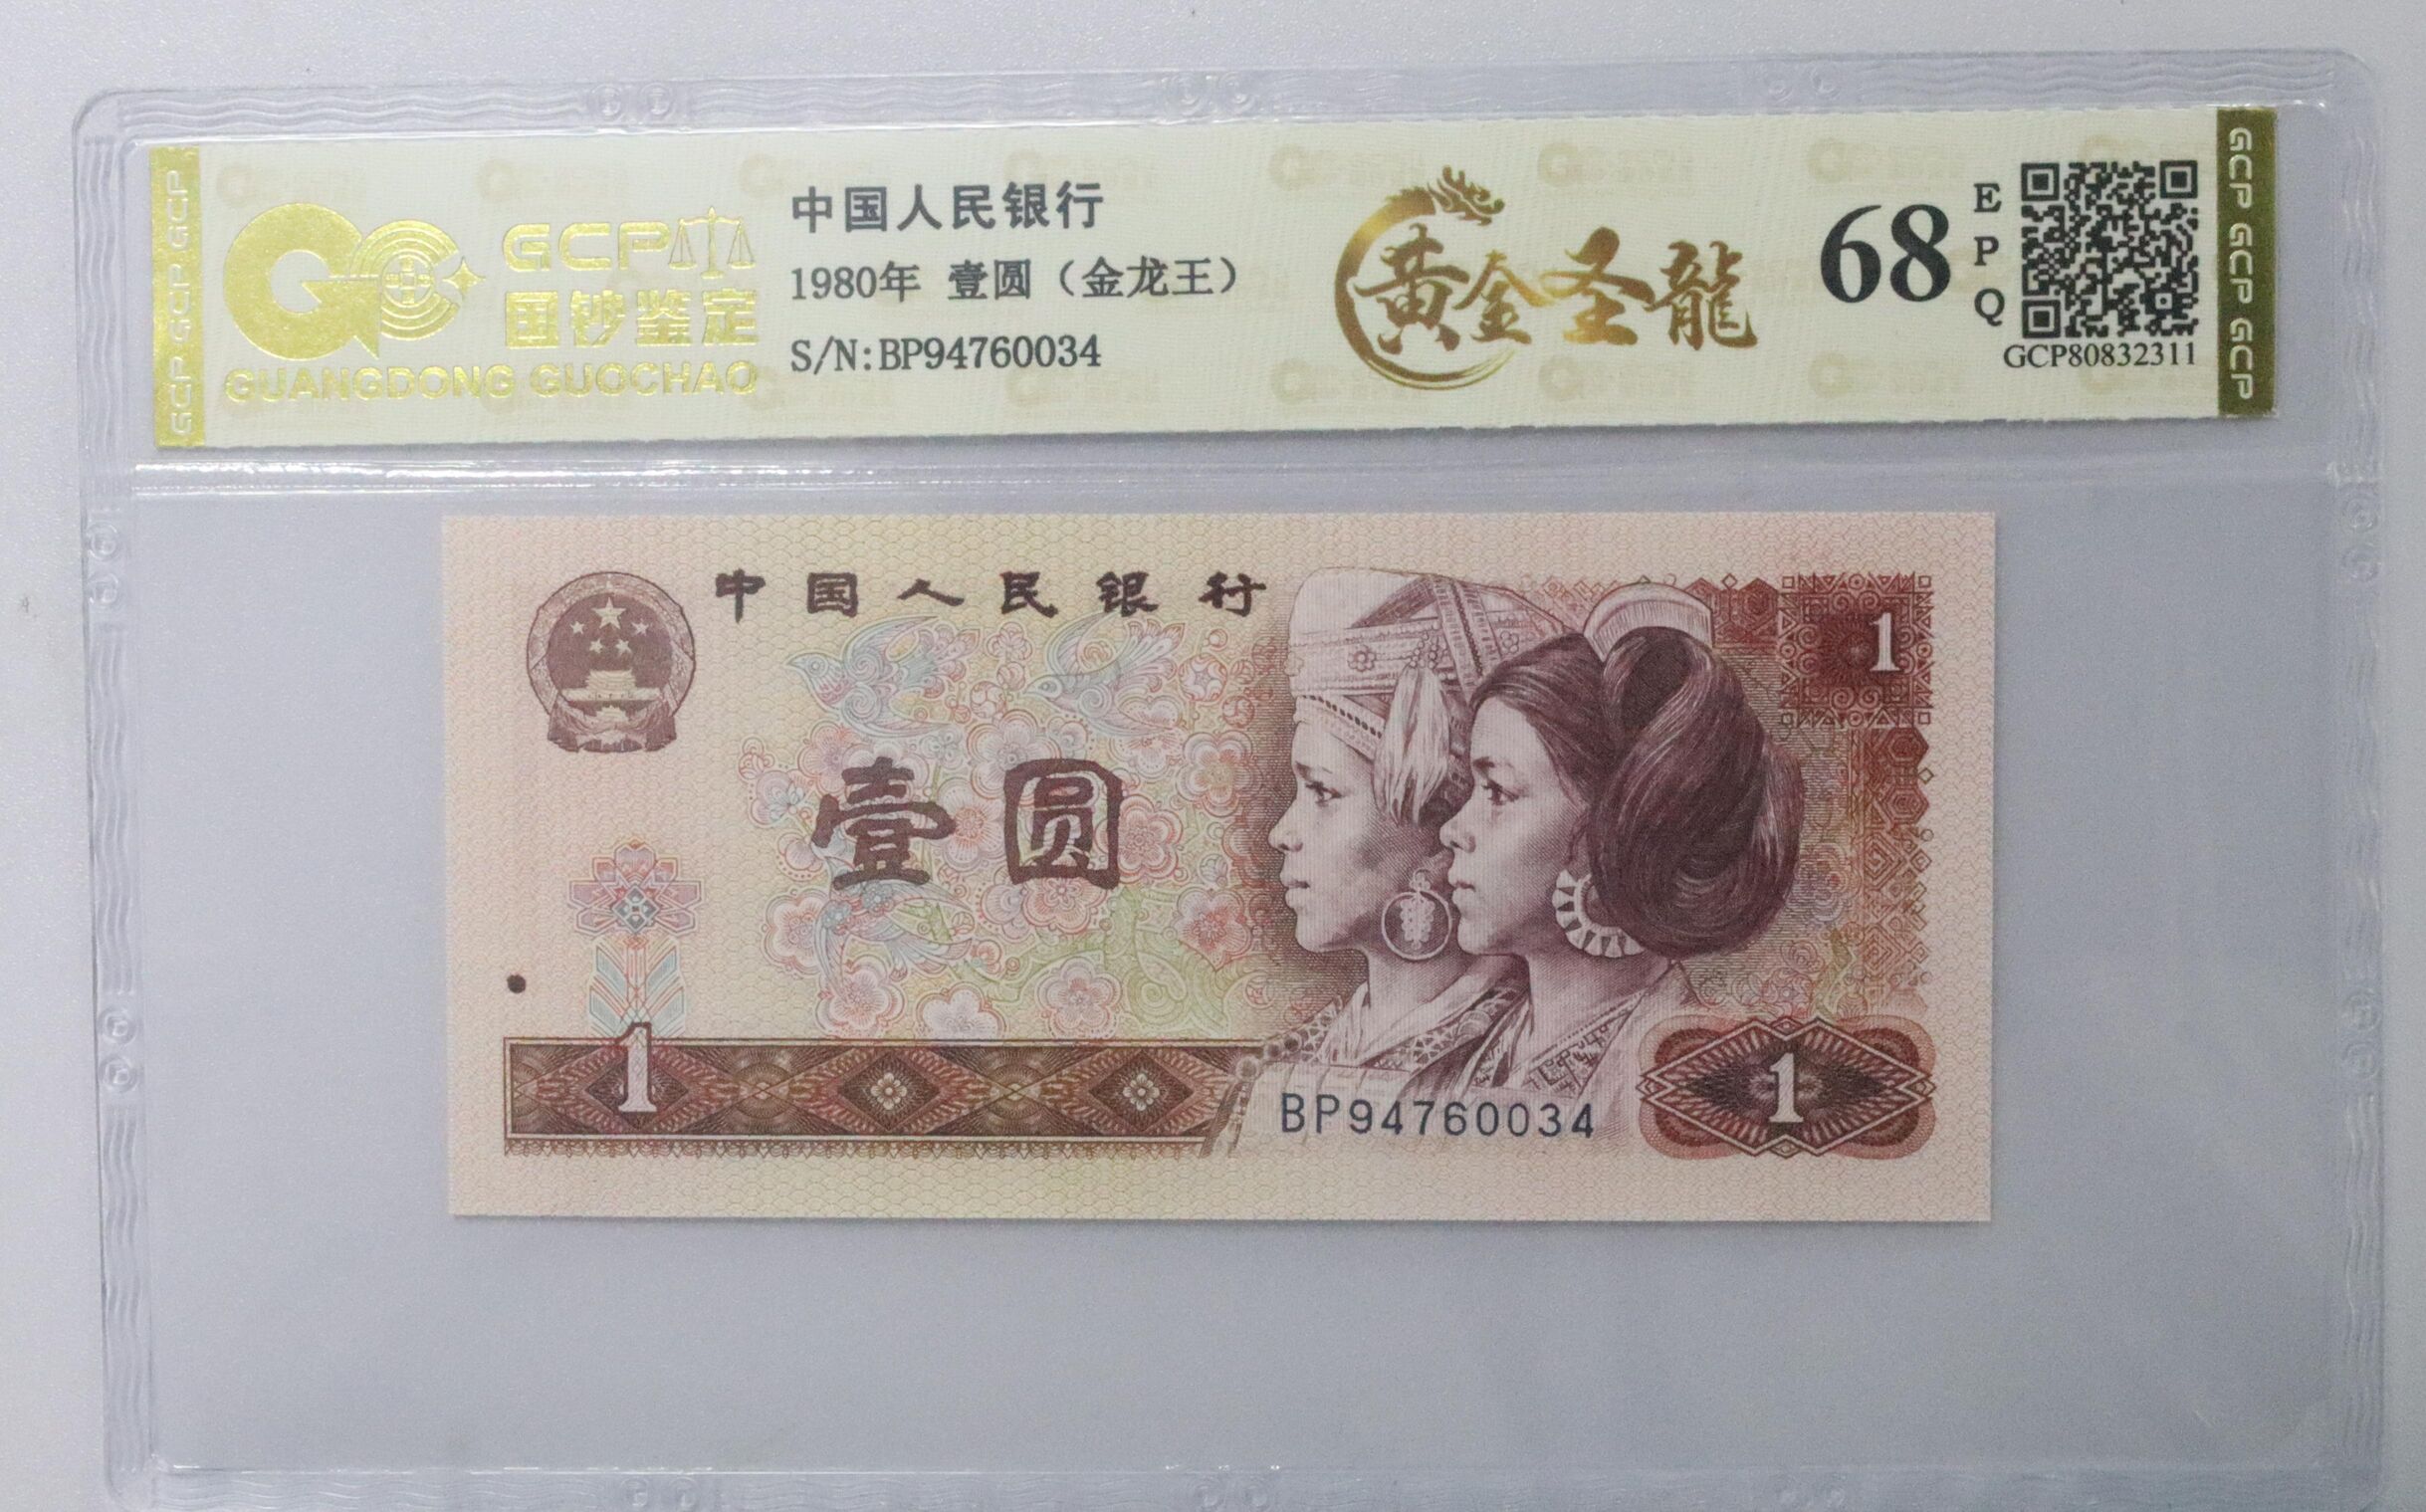 GCP
国钞鉴定
GUANGDONG GUOCHAO
中国人民银行
1980年 壹圆（金龙王）
S/N:BP94760034
黄金圣龍
68
EPQ
GCP80832311
GCP GCP GCP
GCP GCP GCP
中国人民银行
1
壹圆
1
BP94760034
1